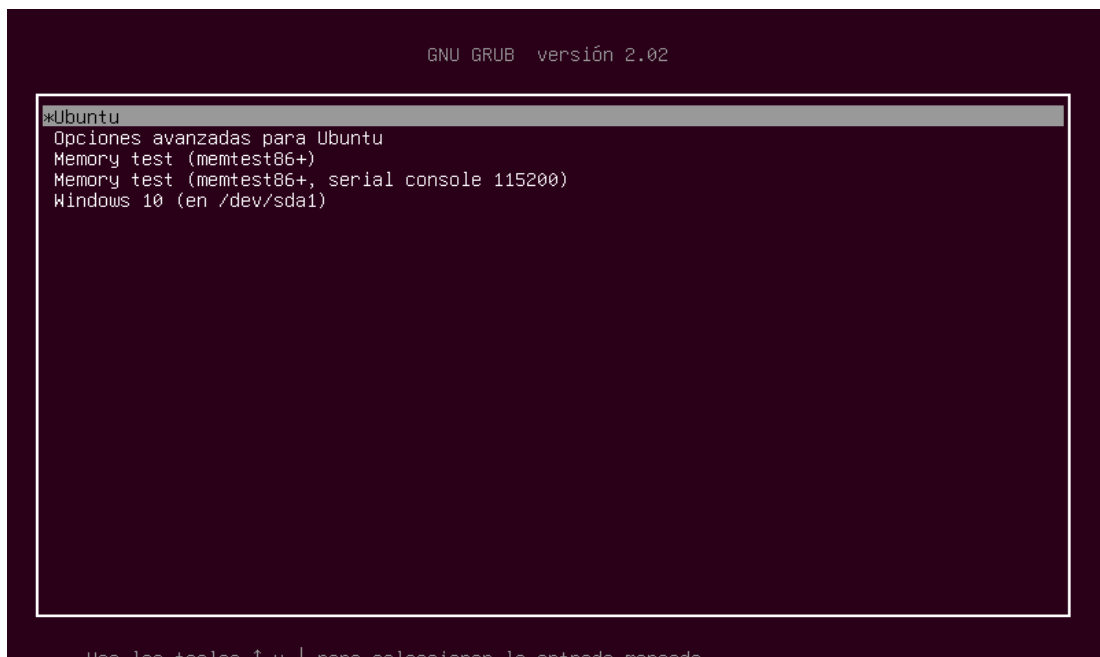 GNU GRUB versión 2.02
*Ubuntu
Opciones avanzadas para Ubuntu
Memory test (memtest86+)
Memory test (memtest86+, serial console 115200)
Windows 10 (en /dev/sda1)